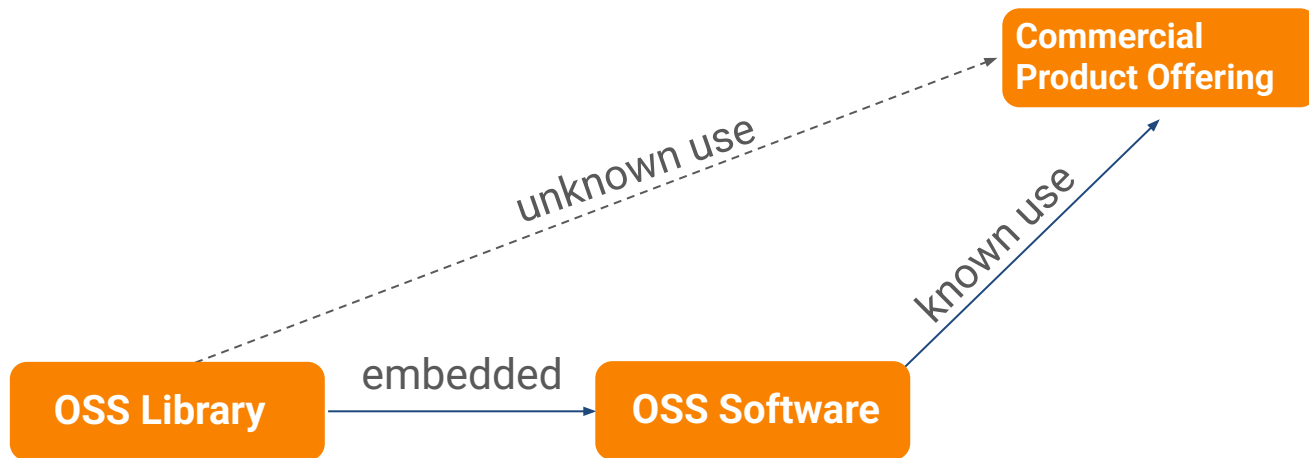 Commercial
Product Offering
unknown use
known use
embedded
OSS Library
OSS Software